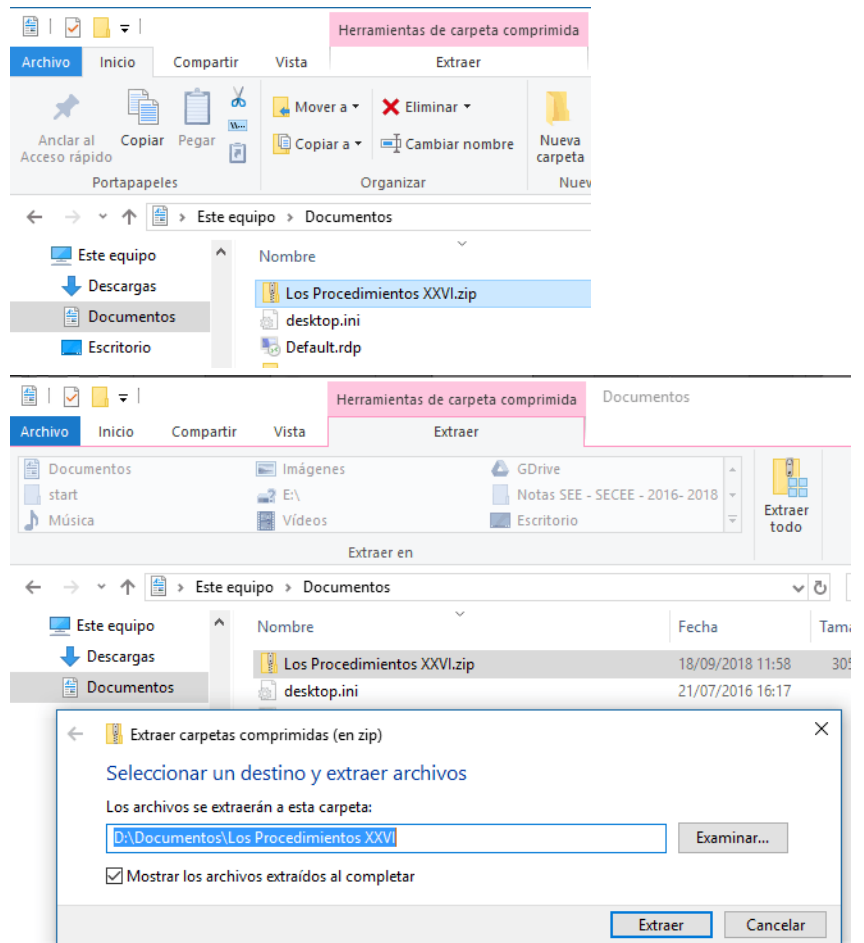 Herramientas de carpeta comprimida
Archivo Inicio Compartir Vista Extraer
Mover a Eliminar
Anclar al Acceso rápido Copiar Pegar Copiar a Cambiar nombre Nueva carpeta
Portapapeles Organizar Nuev
Este equipo > Documentos
Este equipo Nombre
Descargas Los Procedimientos XXVI.zip
Documentos desktop.ini
Escritorio Default.rdp
Herramientas de carpeta comprimida Documentos
Archivo Inicio Compartir Vista Extraer
Documentos Imágenes GDrive
start E:\ Notas SEE - SECEE - 2016- 2018
Música Vídeos Escritorio
Extraer todo
Extraer en
Este equipo > Documentos
Este equipo Nombre Fecha Tama
Descargas Los Procedimientos XXVI.zip 18/09/2018 11:58 305
Documentos desktop.ini 21/07/2016 16:17
Extraer carpetas comprimidas (en zip)
Seleccionar un destino y extraer archivos
Los archivos se extraerán a esta carpeta:
D:\Documentos\Los Procedimientos XXVI Examinar...
Mostrar los archivos extraídos al completar
Extraer Cancelar